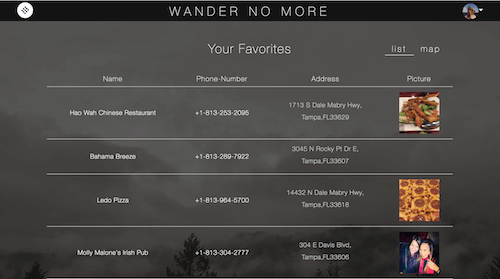 WANDER NO MORE
Your Favorites
list map
Name Phone-Number Address Picture
Hao Wah Chinese Restaurant +1-813-253-2095 1713 S Dale Mabry Hwy,
Tampa,FL33629
Bahama Breeze +1-813-289-7922 3045 N Rocky Pt Dr E,
Tampa,FL33607
Ledo Pizza +1-813-964-5700 14432 N Dale Mabry Hwy,
Tampa,FL33618
Molly Malone's Irish Pub +1-813-304-2777 304 E Davis Blvd,
Tampa,FL33606